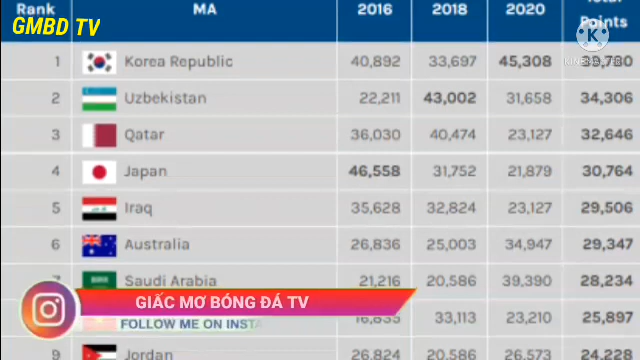 Rank MA 2016 2018 2020 Total Points
GMBD TV
1 Korea Republic 40,892 33,697 45,308
2 Uzbekistan 22,211 43,002 31,658 34,306
3 Qatar 36,030 40,474 23,127 32,646
4 Japan 46,558 31,752 21,879 30,764
5 Iraq 35,628 32,824 23,127 29,506
6 Australia 26,836 25,003 34,947 29,347
7 Saudi Arabia 21,216 20,586 39,390 28,234
GIẤC MƠ BÓNG ĐÁ TV
16,835 33,113 23,210 25,897
FOLLOW ME ON INSTA
9 Jordan 26,824 20,586 26,573 24,228